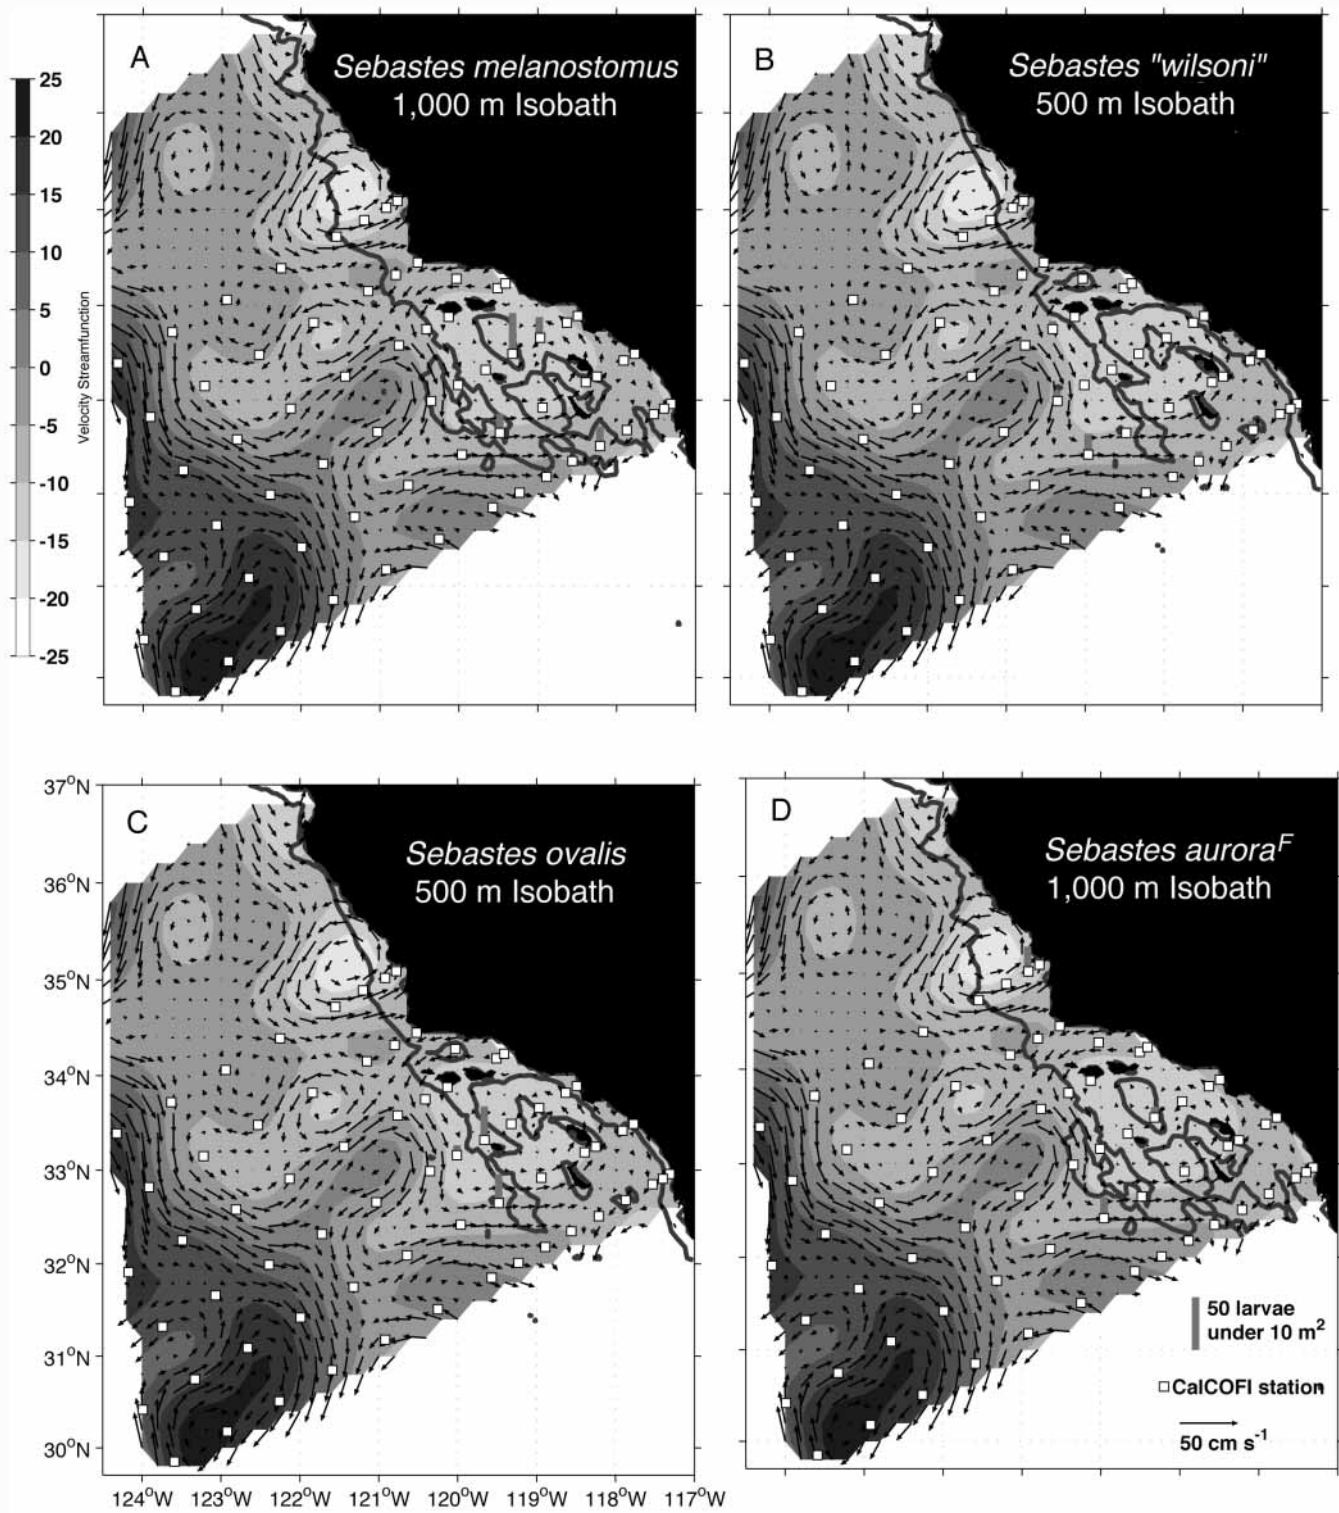 A
Sebastes melanostomus
1,000 m Isobath
B
Sebastes "wilsoni"
500 m Isobath
25
20
15
10
5
0
-5
-10
-15
-20
-25
Velocity Streamfunction
C
Sebastes ovalis
500 m Isobath
D
Sebastes aurora^F
1,000 m Isobath
37°N
36°N
35°N
34°N
33°N
32°N
31°N
30°N
124°W 123°W 122°W 121°W 120°W 119°W 118°W 117°W
50 larvae
under 10 m²
CalCOFI station
50 cm s⁻¹